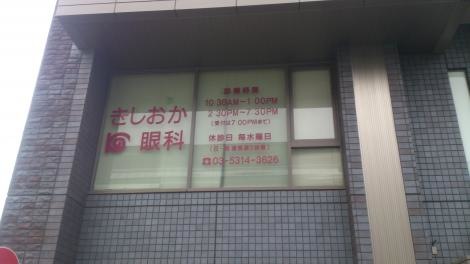 きしおか
眼科
診療時間
10:30AM~1:00PM
2:30PM~7:30PM
(受付は7:00PMまで)
休診日 毎水曜日
☎03-5314-3626